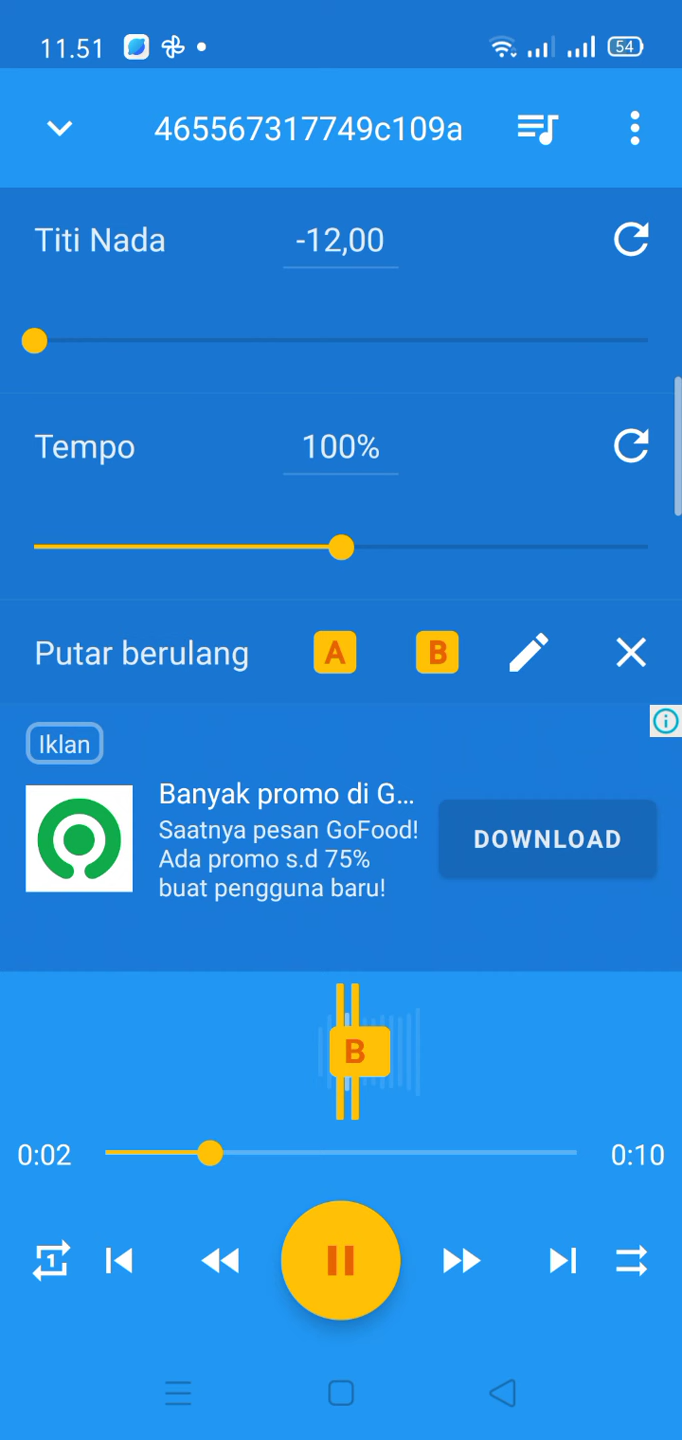 11.51
54
465567317749c109a
Titi Nada -12,00
Tempo 100%
Putar berulang A B
Iklan
Banyak promo di G...
Saatnya pesan GoFood!
Ada promo s.d 75%
buat pengguna baru!
DOWNLOAD
B
0:02 0:10
1